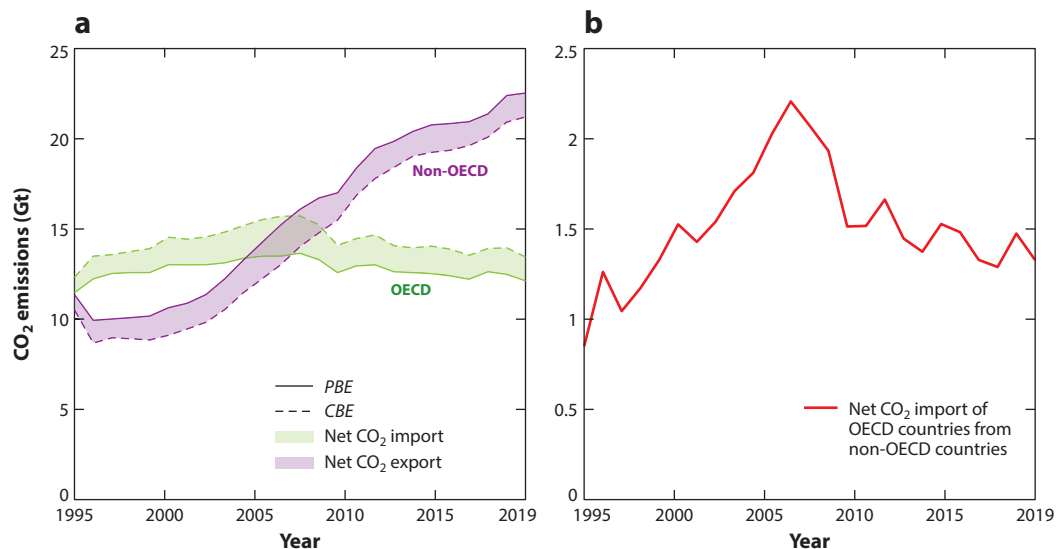 a
CO2 emissions (Gt)
25
20
15
10
5
0
1995
2000
2005
2010
2015
2019
Year
Non-OECD
OECD
PBE
CBE
Net CO2 import
Net CO2 export
b
2.5
2
1.5
1
0.5
0
1995
2000
2005
2010
2015
2019
Year
Net CO2 import of
OECD countries from
non-OECD countries